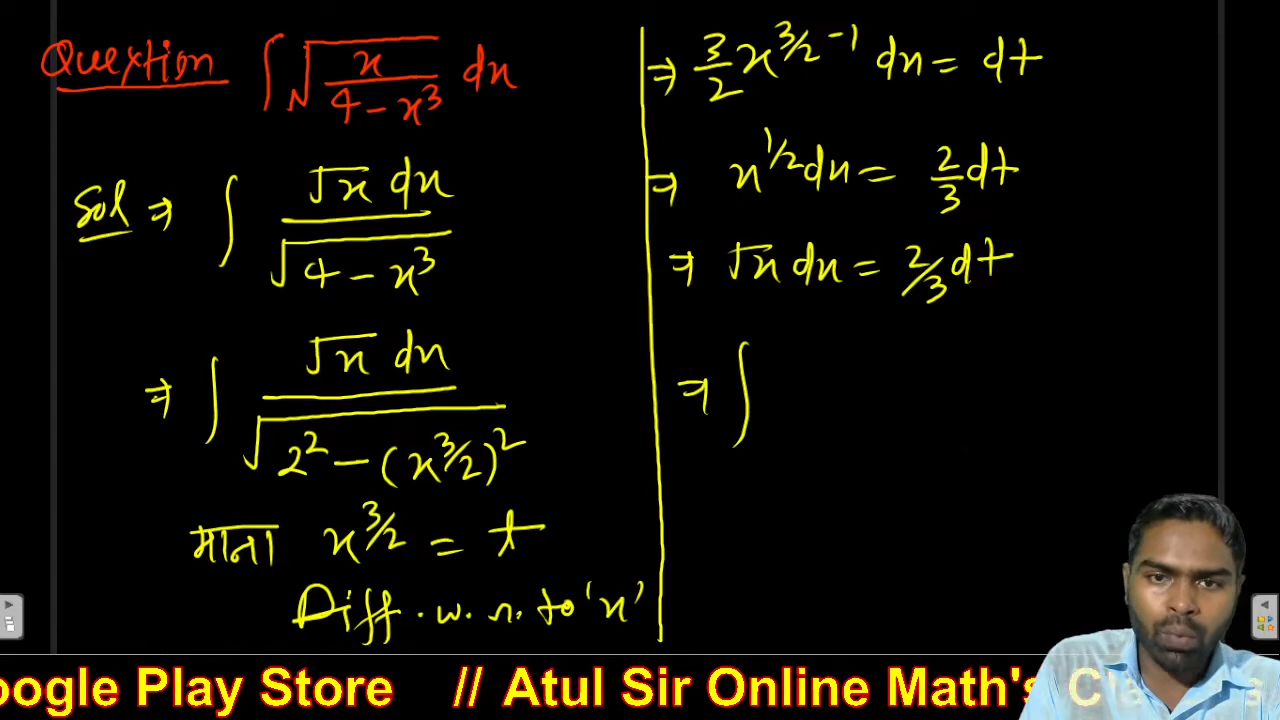 Quextion ∫ √(x/(4 − x³)) dx
Sol ⇒ ∫ √x dx / √(4 − x³)
⇒ ∫ √x dx / √(2² − (x^3/2)²)
माना x^3/2 = t
Diff. w. r. to 'x'
⇒ 3/2 x^(3/2 − 1) dx = dt
⇒ x^1/2 dx = 2/3 dt
⇒ √x dx = 2/3 dt
⇒ ∫
oogle Play Store // Atul Sir Online Math's C